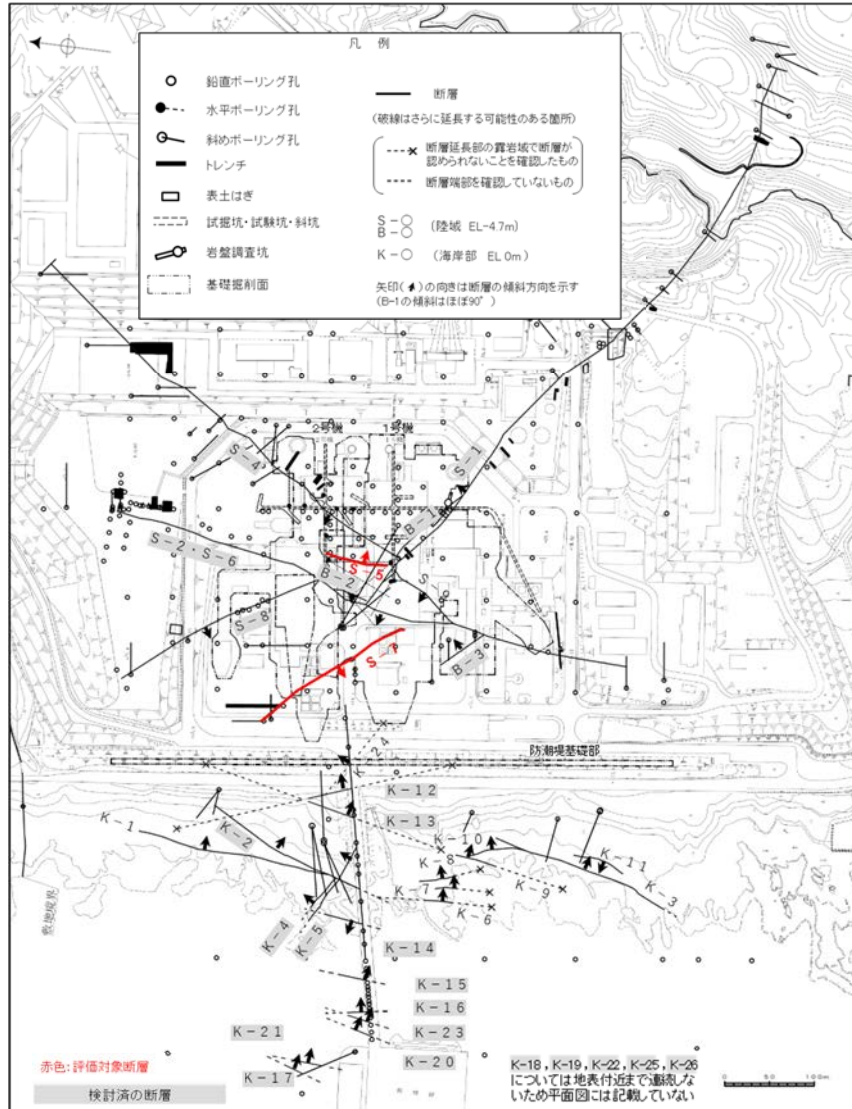 凡 例
鉛直ボーリング孔
水平ボーリング孔
斜めボーリング孔
トレンチ
表土はぎ
試掘坑・試験坑・斜坑
岩盤調査坑
基礎掘削面
断層
(破線はさらに延長する可能性のある箇所)
断層延長部の露岩域で断層が
認められないことを確認したもの
断層端部を確認していないもの
S-○
B-○
(陸域 EL-4.7m)
K-○ (海岸部 EL 0m)
矢印( )の向きは断層の傾斜方向を示す
(B-1の傾斜はほぼ90°)
2号機
1号機
S-4
S-1
B-1
S-2・S-6
S-5
B-2
S-8
S-7
B-3
K-24
防潮堤基礎部
K-12
K-13
K-1
K-2
K-10
K-8
K-11
K-7
K-9
K-3
K-6
K-4
K-5
K-14
K-15
K-16
K-21
K-23
K-20
K-17
敷地境界
赤色:評価対象断層
検討済の断層
K-18, K-19, K-22, K-25, K-26
については地表付近まで連続しな
いため平面図には記載していない
0 50 100m